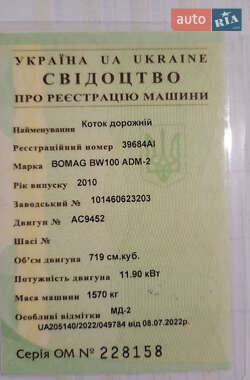 auto RIA.com
УКРАЇНА UA UKRAINE
СВІДОЦТВО
ПРО РЕЄСТРАЦІЮ МАШИНИ
Найменування Коток дорожній
Реєстраційний номер 39684АІ
Марка BOMAG BW100 ADM-2
Рік випуску 2010
Заводський № 101460623203
Двигун № AC9452
Шасі №
Об'єм двигуна 719 см.куб.
Потужність двигуна 11.90 кВт
Маса машини 1570 кг
Особливі відмітки МД-2
UA205140/2022/049784 від 08.07.2022р.
Серія ОМ № 228158